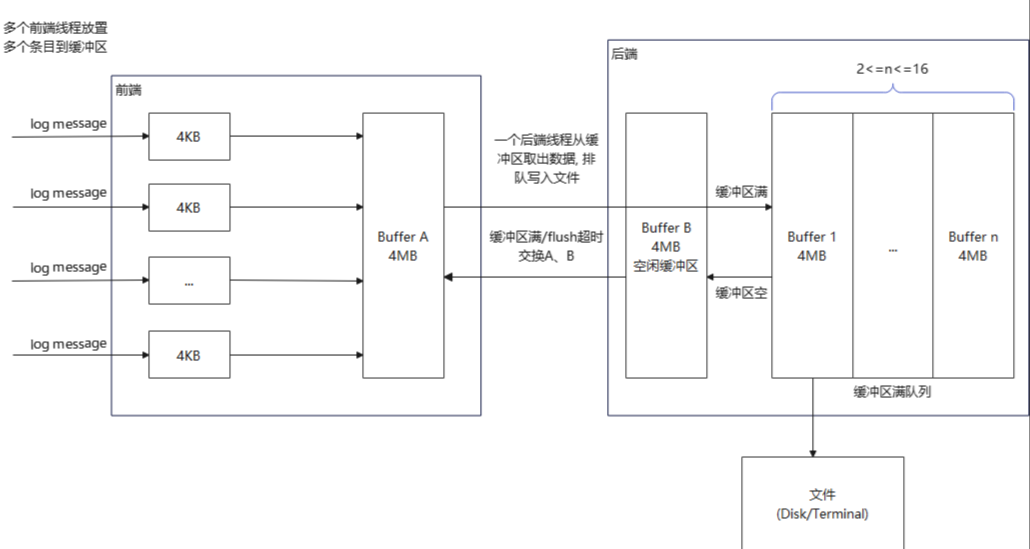 多个前端线程放置
多个条目到缓冲区
前端
log message
4KB
log message
4KB
log message
...
log message
4KB
Buffer A
4MB
一个后端线程从缓
冲区取出数据, 排
队写入文件
缓冲区满/flush超时
交换A、B
后端
2<=n<=16
Buffer B
4MB
空闲缓冲区
缓冲区满
缓冲区空
Buffer 1
4MB
...
Buffer n
4MB
缓冲区满队列
文件
(Disk/Terminal)